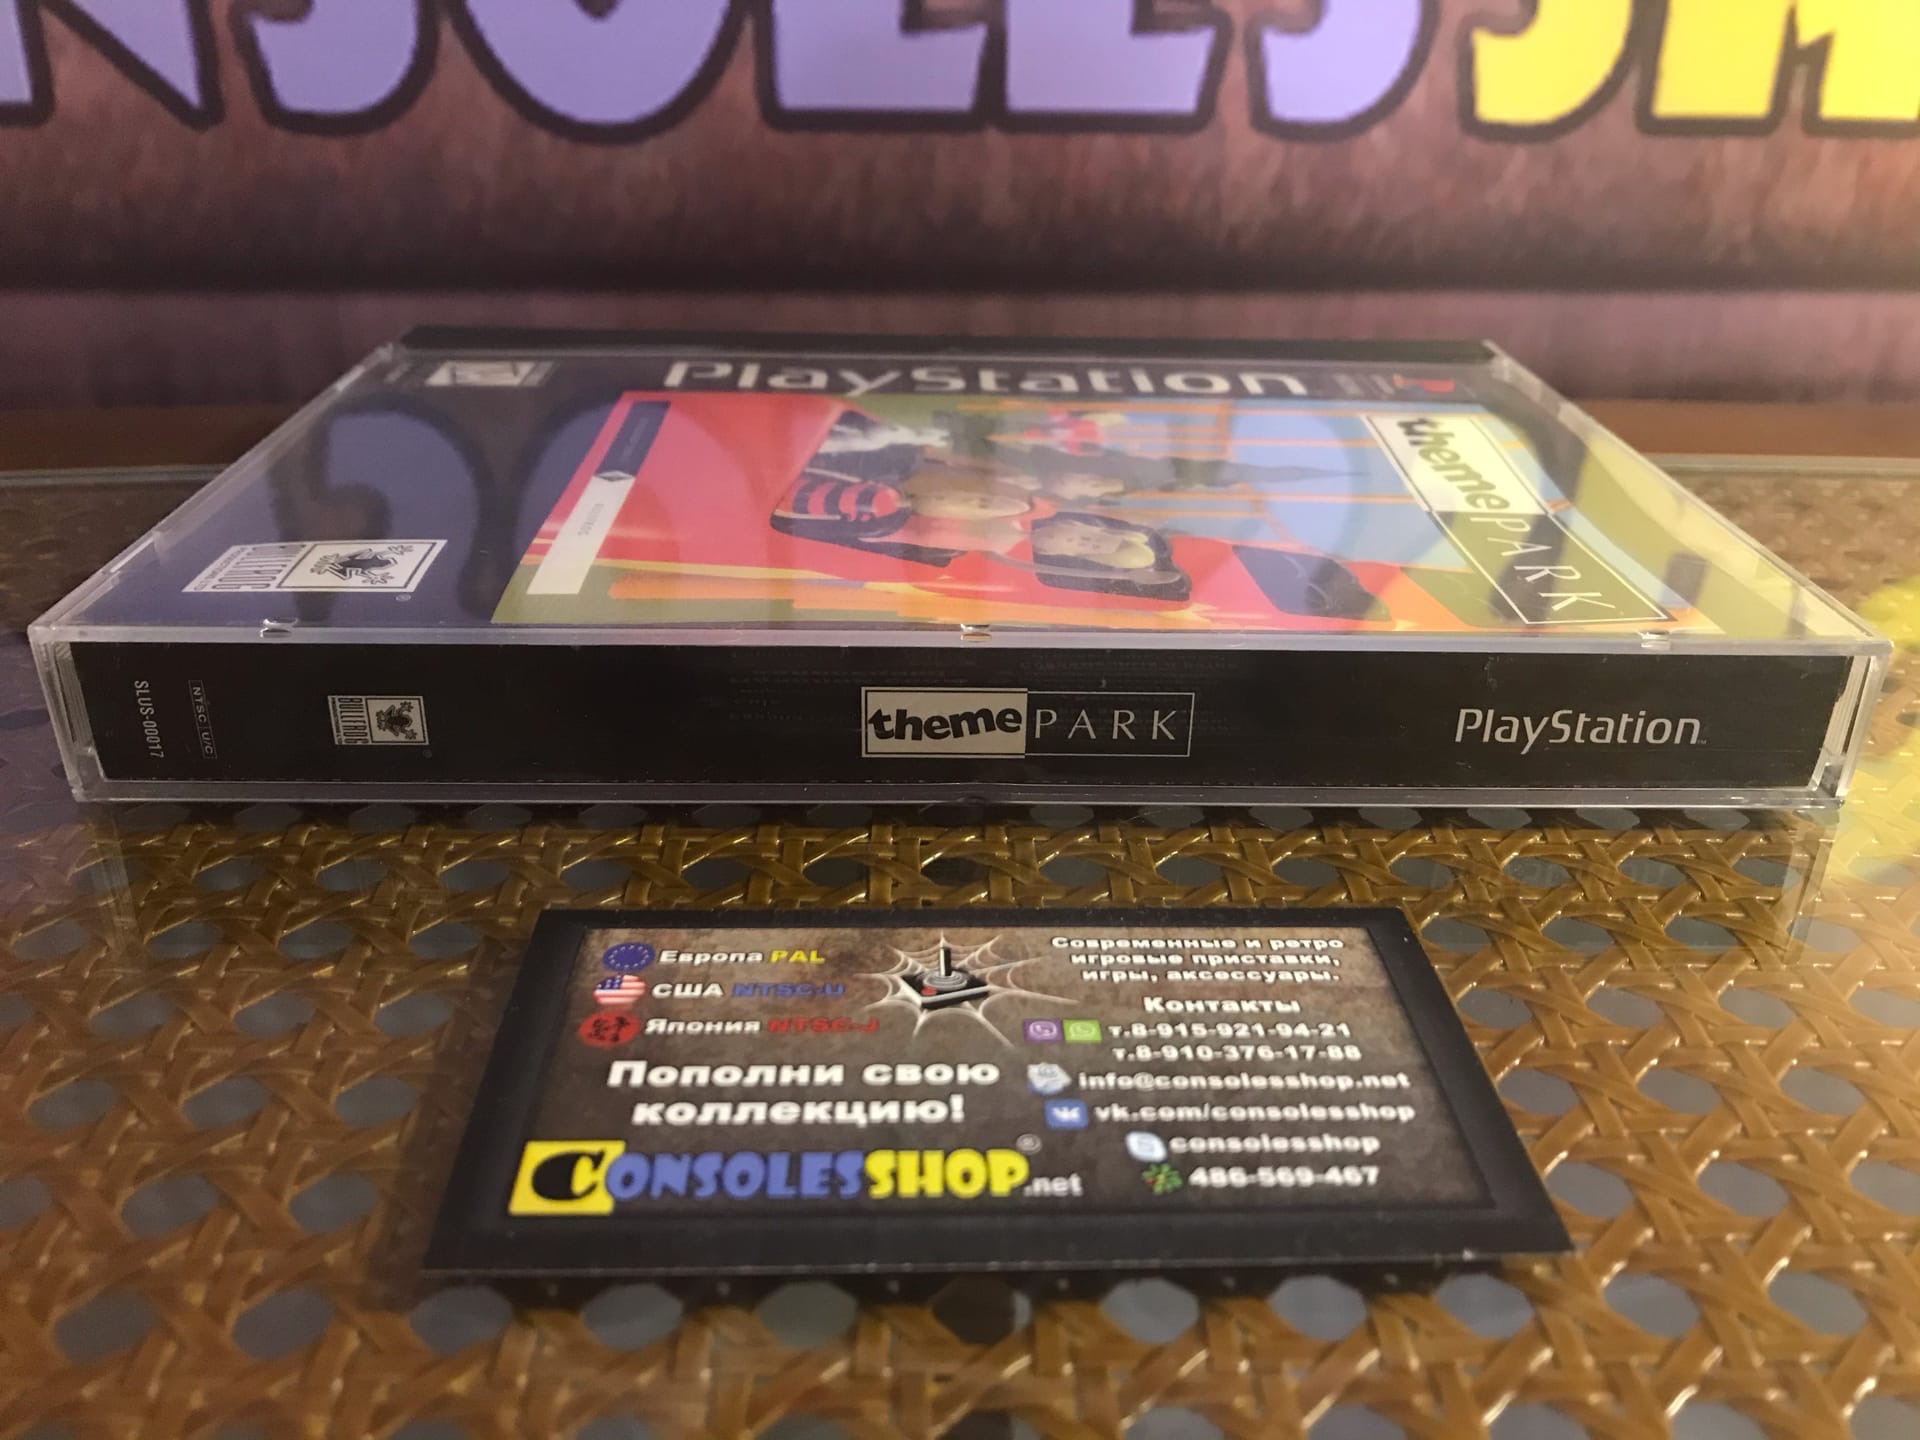 PlayStation
theme PARK
BULLFROG
SLUS-00017
NTSC U/C
BULLFROG
theme PARK
PlayStation
Европа PAL
США NTSC-U
Япония NTSC-J
Пополни свою
коллекцию!
CONSOLESSHOP.net
Современные и ретро
игровые приставки,
игры, аксессуары.
Контакты
т.8-915-921-94-21
т.8-910-376-17-88
info@consolesshop.net
vk.com/consolesshop
consolesshop
486-569-467